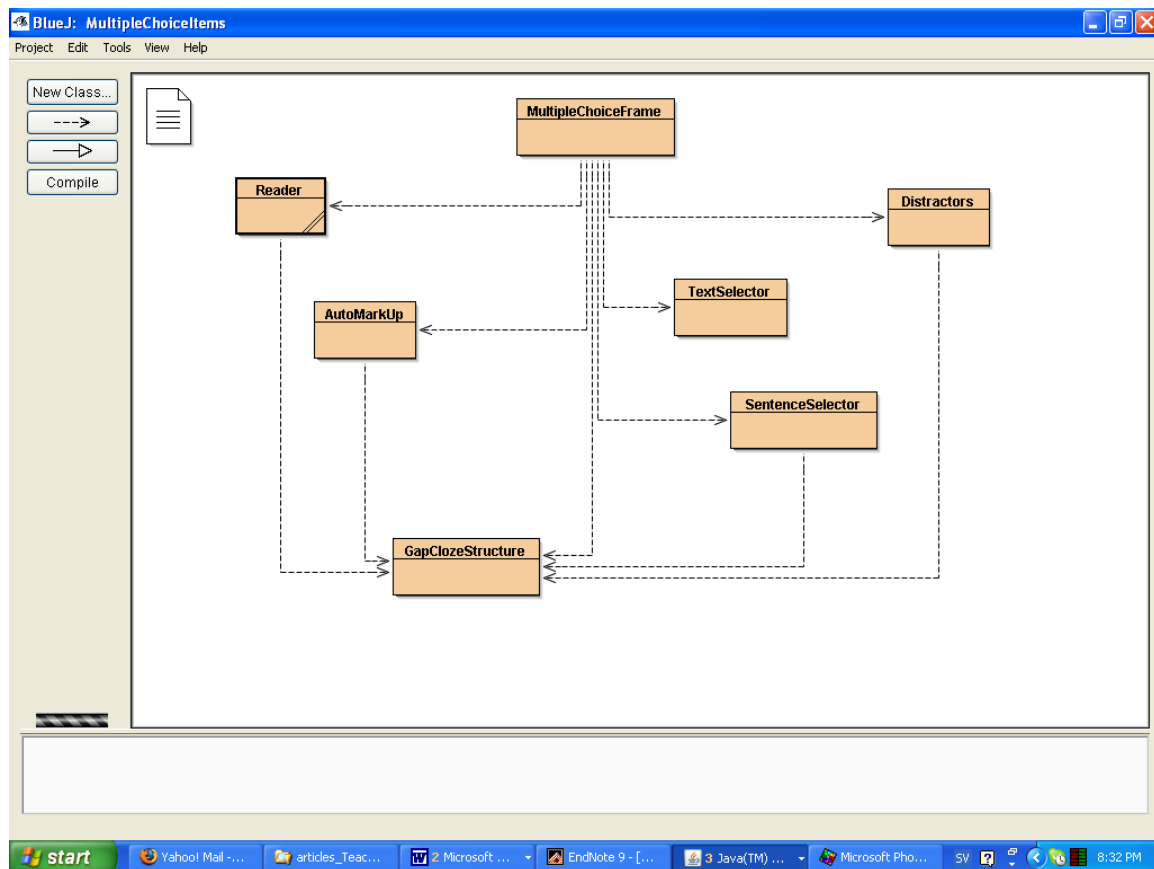 BlueJ: MultipleChoiceItems
Project Edit Tools View Help
New Class...
Compile
MultipleChoiceFrame
Reader
Distractors
TextSelector
AutoMarkUp
SentenceSelector
GapClozeStructure
start Yahoo! Mail -... articles_Teac... 2 Microsoft ... EndNote 9 - [... 3 Java(TM) ... Microsoft Pho... SV 8:32 PM